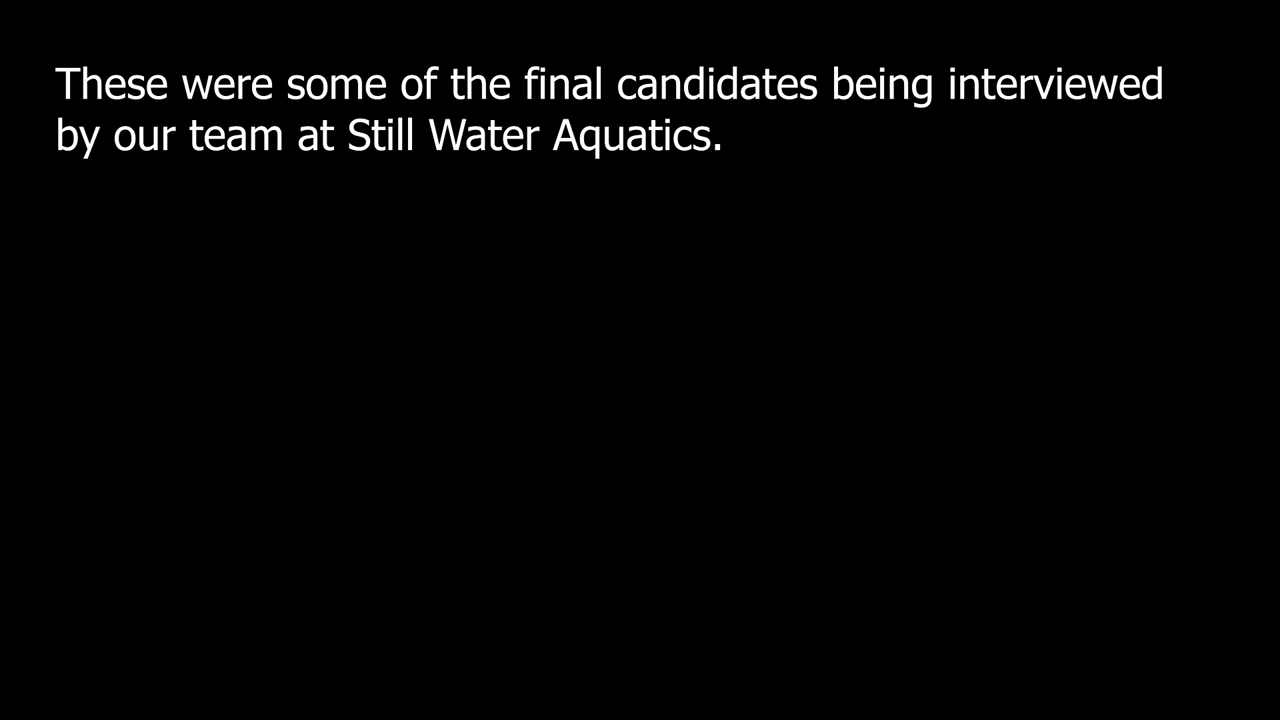 These were some of the final candidates being interviewed
by our team at Still Water Aquatics.